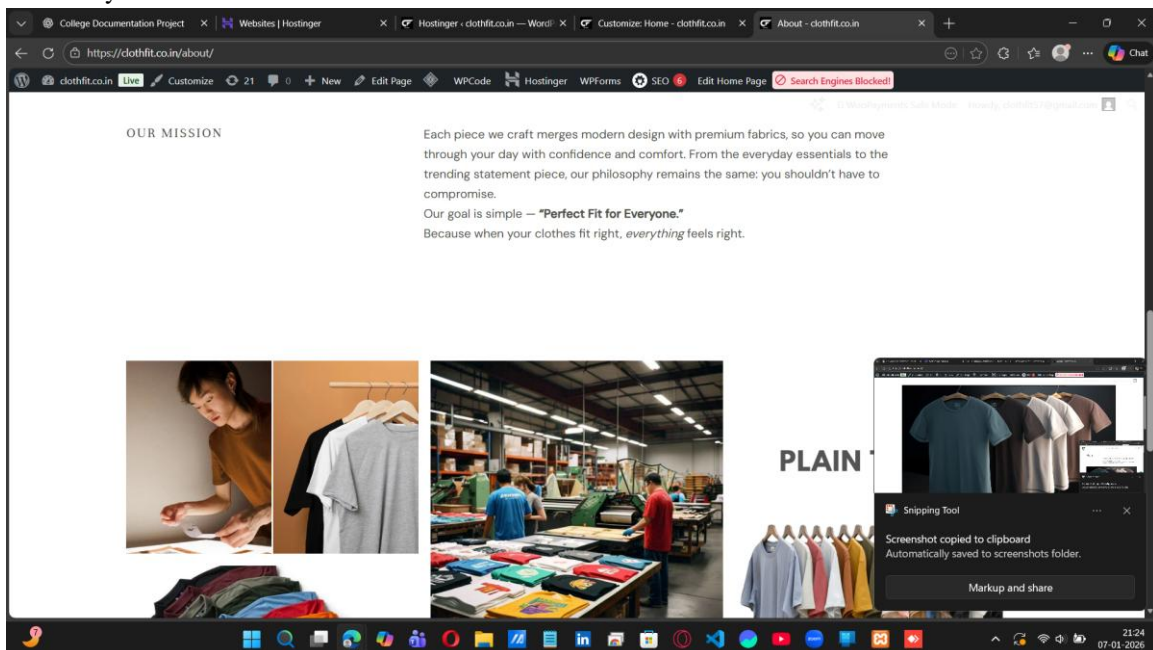 College Documentation Project
Websites | Hostinger
Hostinger ‹ clothfit.co.in — WordP
Customize: Home - clothfit.co.in
About - clothfit.co.in
https://clothfit.co.in/about/
Chat
clothfit.co.in Live Customize 21 0 New Edit Page WPCode Hostinger WPForms SEO 6 Edit Home Page Search Engines Blocked!
OUR MISSION
Each piece we craft merges modern design with premium fabrics, so you can move
through your day with confidence and comfort. From the everyday essentials to the
trending statement piece, our philosophy remains the same: you shouldn’t have to
compromise.
Our goal is simple — “Perfect Fit for Everyone.”
Because when your clothes fit right, everything feels right.
PLAIN
Snipping Tool
Screenshot copied to clipboard
Automatically saved to screenshots folder.
Markup and share
7
21:24
07-01-2026